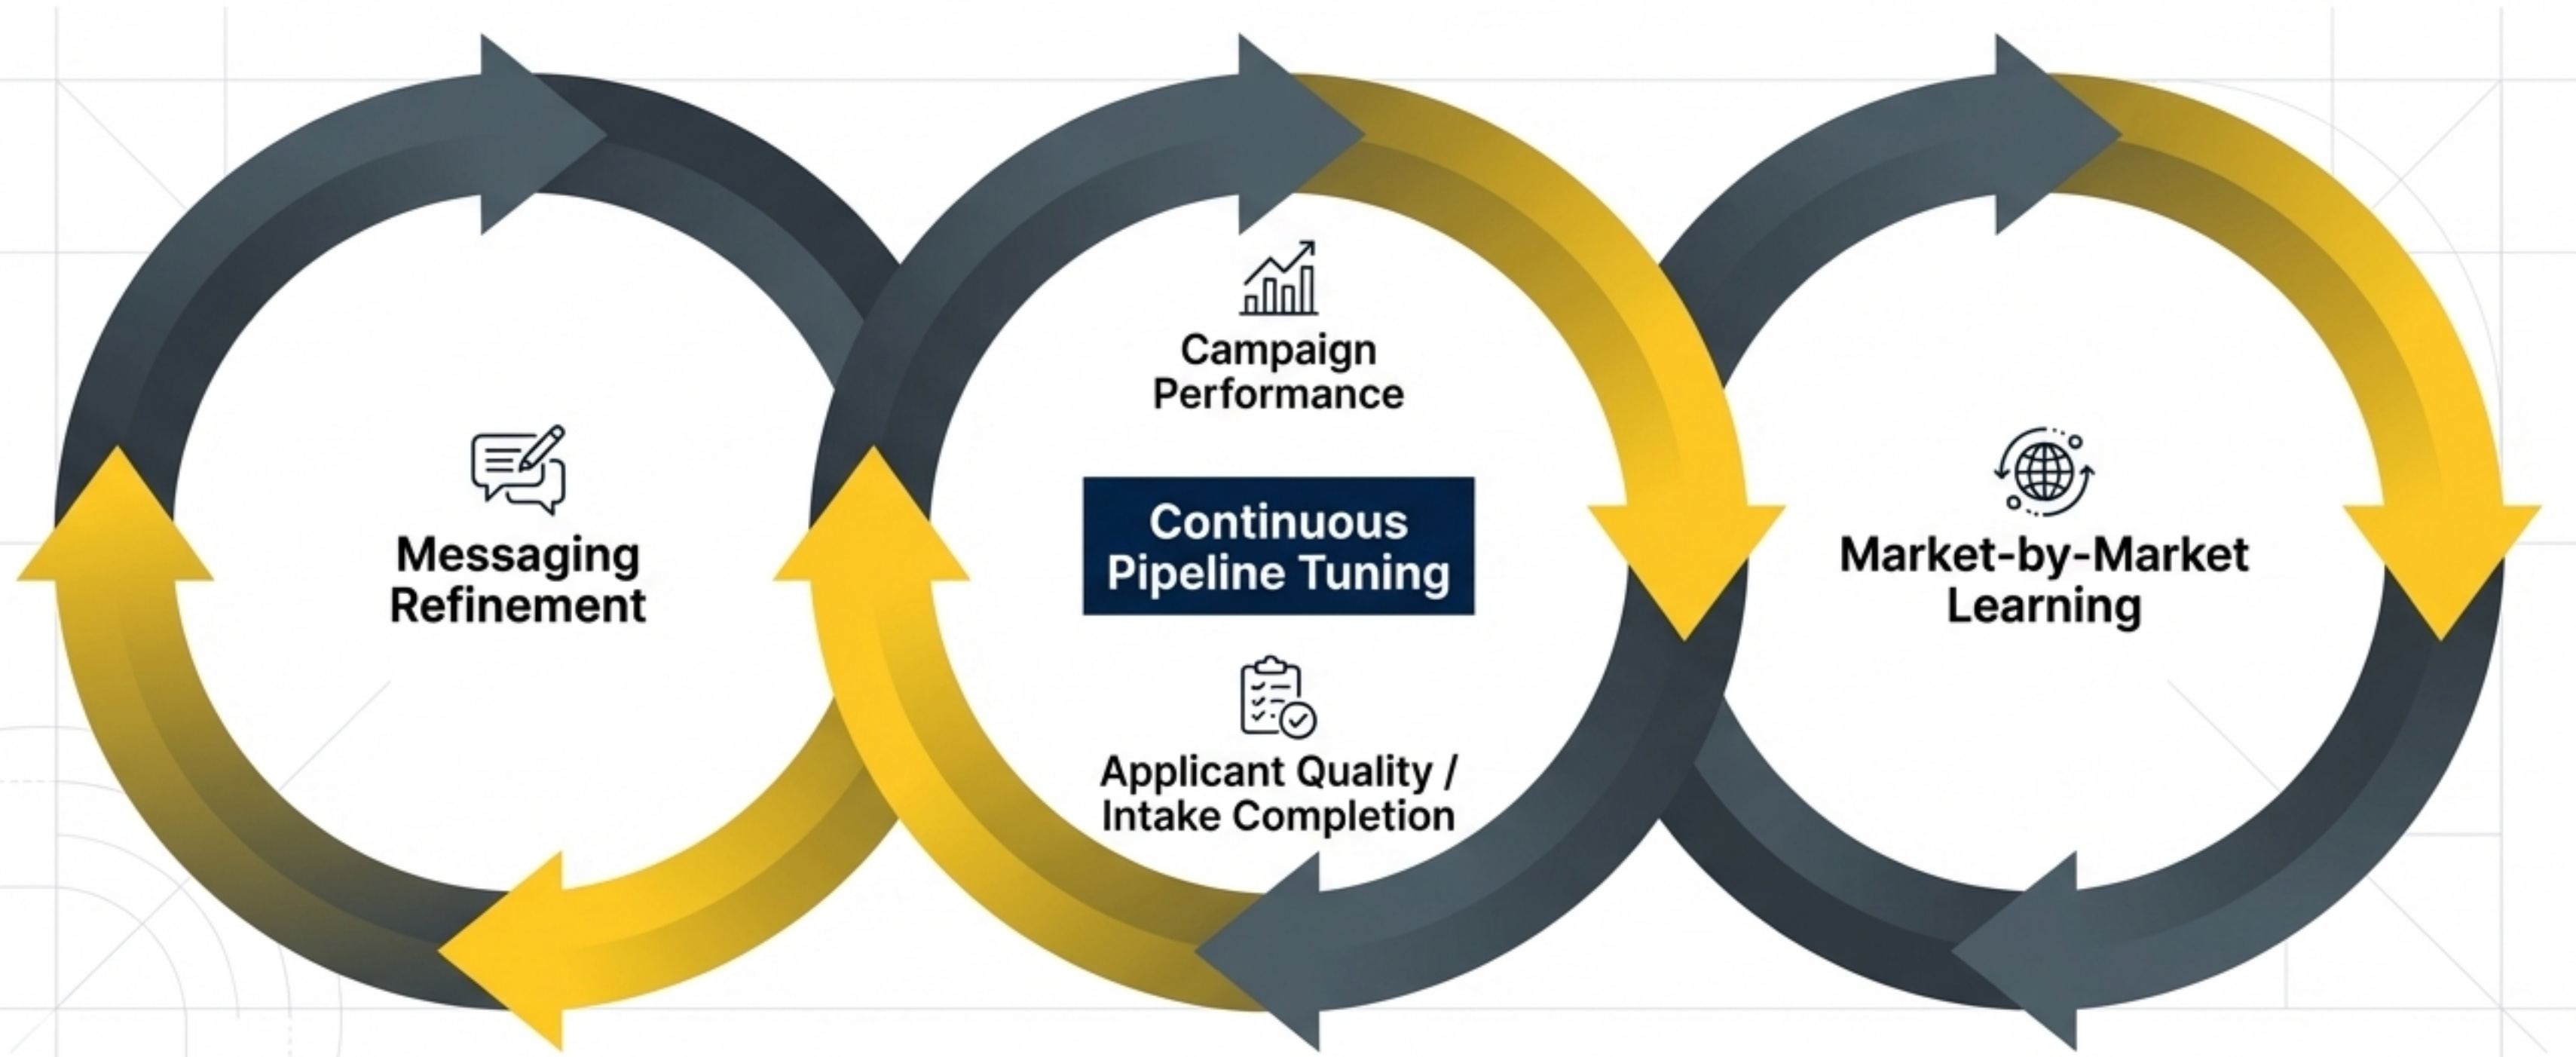 Messaging
Refinement
Campaign
Performance
Continuous
Pipeline Tuning
Applicant Quality /
Intake Completion
Market-by-Market
Learning